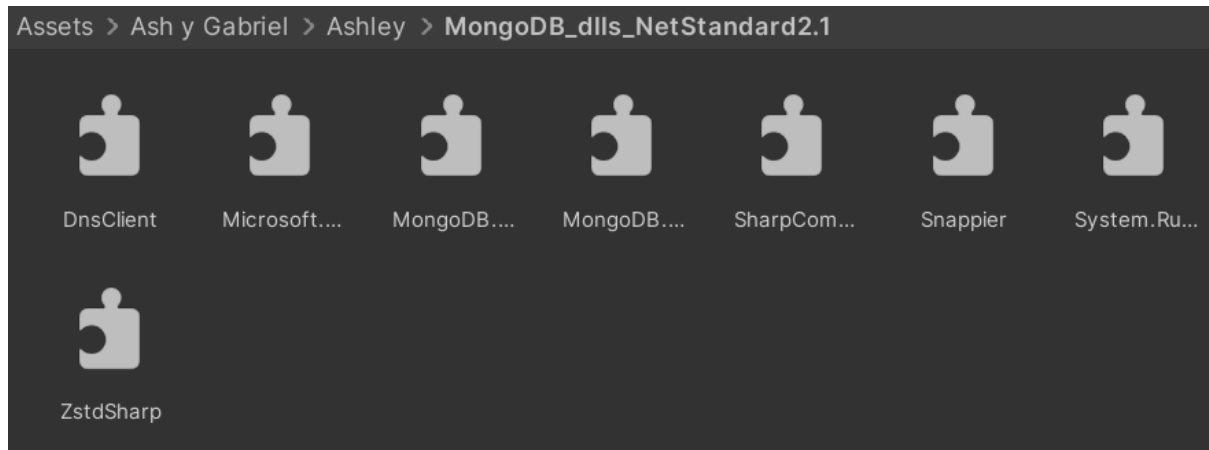 Assets > Ash y Gabriel > Ashley > MongoDB_dlls_NetStandard2.1
DnsClient Microsoft.... MongoDB.... MongoDB.... SharpCom... Snappier System.Ru...
ZstdSharp